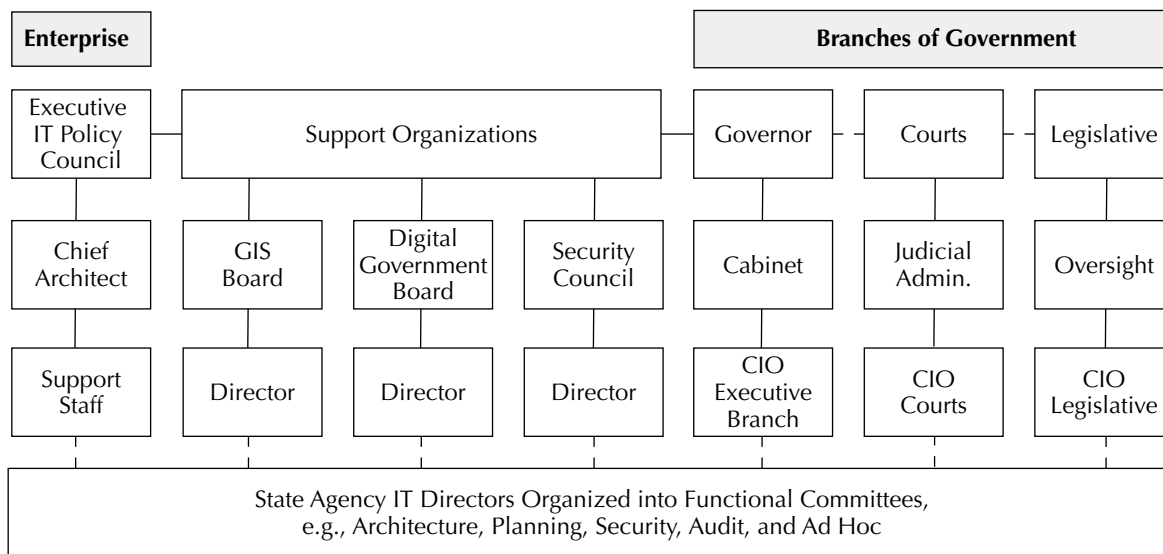 Enterprise
Branches of Government
Executive
IT Policy
Council
Support Organizations
Governor
Courts
Legislative
Chief
Architect
GIS
Board
Digital
Government
Board
Security
Council
Cabinet
Judicial
Admin.
Oversight
Support
Staff
Director
Director
Director
CIO
Executive
Branch
CIO
Courts
CIO
Legislative
State Agency IT Directors Organized into Functional Committees,
e.g., Architecture, Planning, Security, Audit, and Ad Hoc